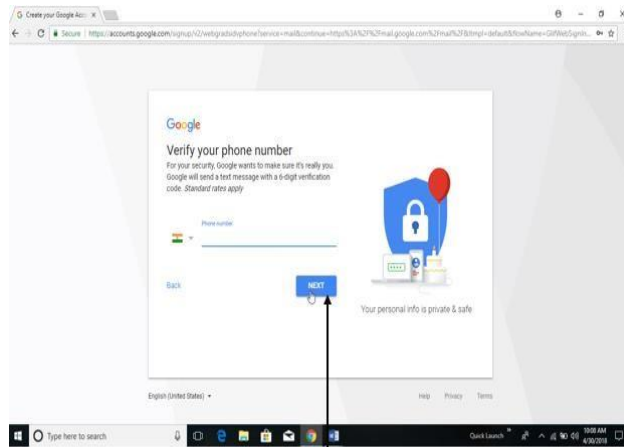 Create your Google Acc
Secure | https://accounts.google.com/signup/v2/webgradsidvphone?service=mail&continue=https%3A%2F%2Fmail.google.com%2Fmail%2F&ltmpl=default&flowName=GlifWebSignIn...
Google
Verify your phone number
For your security, Google wants to make sure it's really you.
Google will send a text message with a 6-digit verification
code. Standard rates apply
Phone number
Back
NEXT
Your personal info is private & safe
English (United States)
Help Privacy Terms
Type here to search
Quick Launch
10:00 AM
4/30/2018